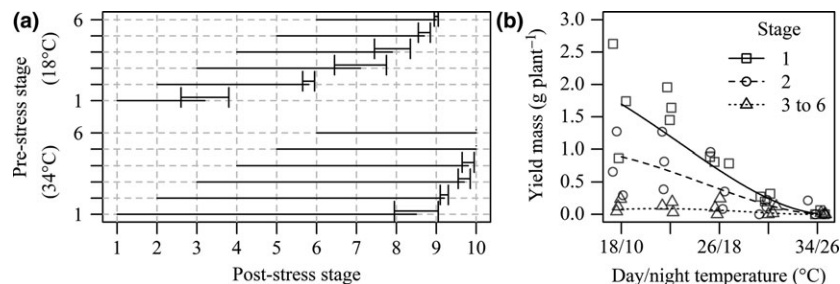 (a)
Pre-stress stage
(18°C)
(34°C)
6
1
6
1
1 2 3 4 5 6 7 8 9 10
Post-stress stage
(b)
Yield mass (g plant−1)
3.0
2.5
2.0
1.5
1.0
0.5
0.0
Stage
1
2
3 to 6
18/10 26/18 34/26
Day/night temperature (°C)